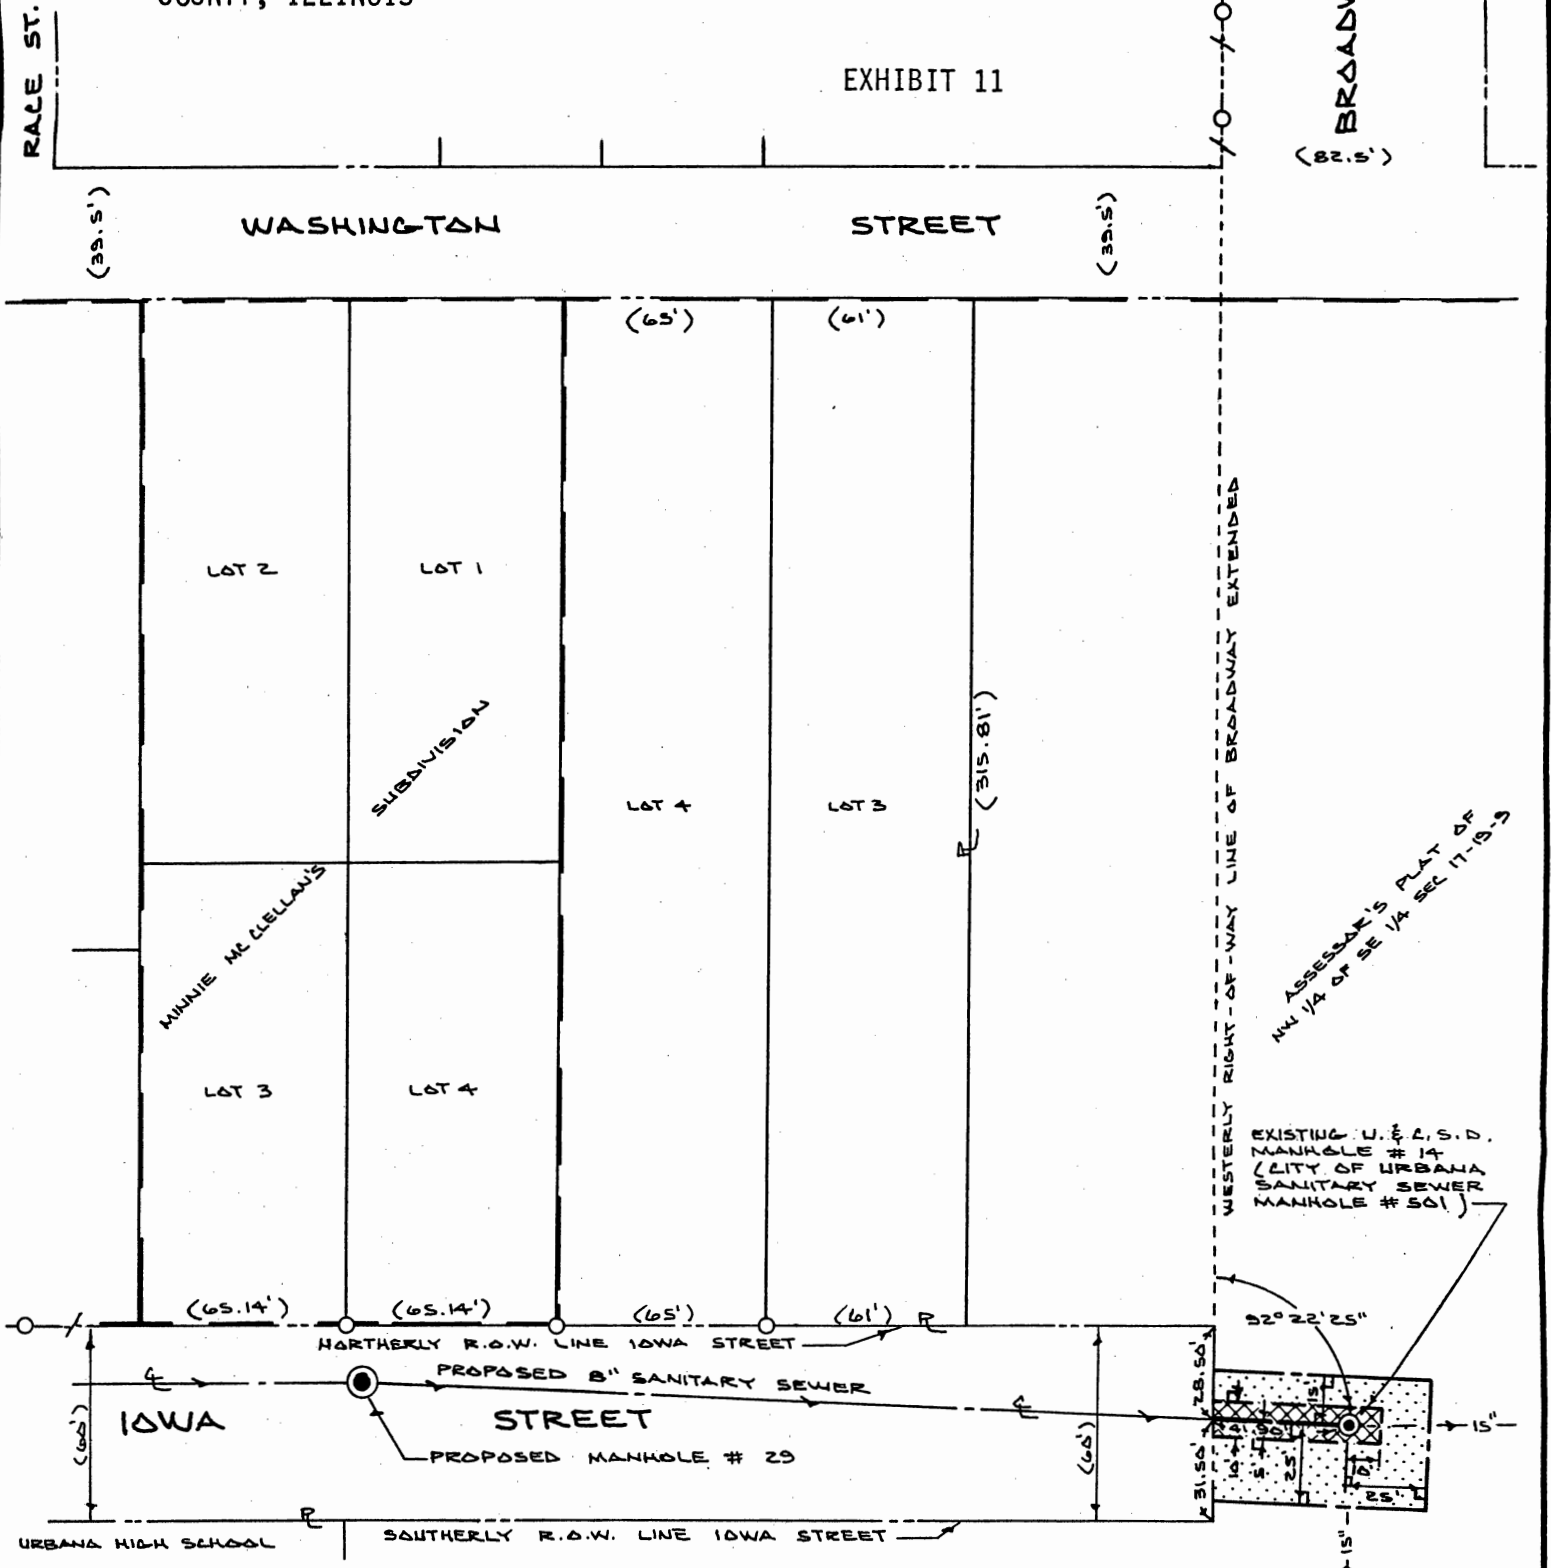 COUNTY, ILLINOIS
RACE ST.
EXHIBIT 11
(82.5')
(39.5')
WASHINGTON STREET
(39.5')
(65')
(61')
LOT 2
LOT 1
WESTERLY RIGHT-OF-WAY LINE OF BROADWAY EXTENDED
MINNIE MCCLELLAN'S SUBDIVISION
LOT 4
LOT 3
(315.81')
ASSESSOR'S PLAT OF
NW 1/4 OF SE 1/4 SEC 17-19-9
LOT 3
LOT 4
EXISTING U. & C. S. D.
MANHOLE # 14
(CITY OF URBANA
SANITARY SEWER
MANHOLE # 501)
(65.14')
(65.14')
(65')
(61')
92° 22' 25"
NORTHERLY R.O.W. LINE IOWA STREET
PROPOSED 8" SANITARY SEWER
28.50'
15'
IOWA STREET
(60')
(60')
15"
PROPOSED MANHOLE # 29
31.50'
10'
5'
25'
25'
15"
URBANA HIGH SCHOOL
SOUTHERLY R.O.W. LINE IOWA STREET